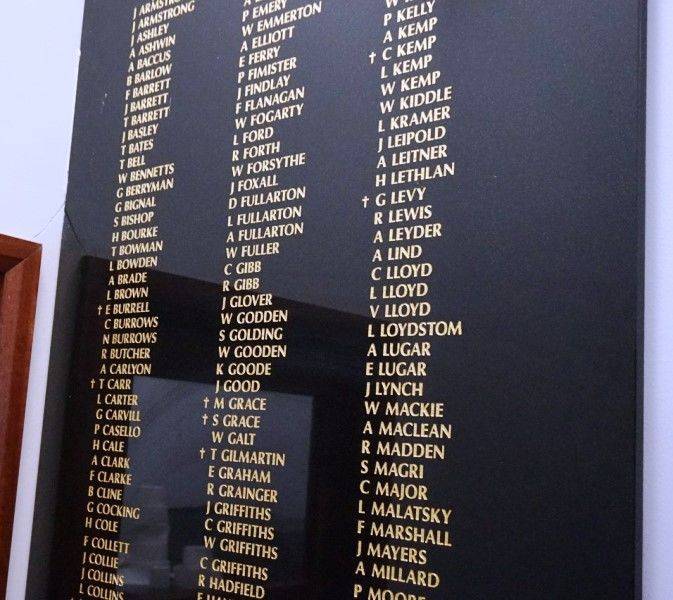 J ARMSTRONG
J ARMSTRONG
J ASHLEY
A ASHWIN
A BACCUS
B BARLOW
F BARRETT
J BARRETT
T BARRETT
J BASLEY
T BATES
T BELL
W BENNETTS
G BERRYMAN
G BIGNAL
S BISHOP
H BOURKE
T BOWMAN
L BOWDEN
A BRADE
L BROWN
† E BURRELL
C BURROWS
N BURROWS
R BUTCHER
A CARLYON
† T CARR
L CARTER
G CARVILL
P CASELLO
H CALE
A CLARK
F CLARKE
B CLINE
G COCKING
H COLE
F COLLETT
J COLLIE
J COLLINS
L COLLINS
P EMERY
W EMMERTON
A ELLIOTT
E FERRY
P FIMISTER
J FINDLAY
F FLANAGAN
W FOGARTY
L FORD
R FORTH
W FORSYTHE
J FOXALL
D FULLARTON
L FULLARTON
A FULLARTON
W FULLER
C GIBB
R GIBB
J GLOVER
W GODDEN
S GOLDING
W GOODEN
K GOODE
J GOOD
† M GRACE
† S GRACE
W GALT
† T GILMARTIN
E GRAHAM
R GRAINGER
J GRIFFITHS
C GRIFFITHS
W GRIFFITHS
C GRIFFITHS
R HADFIELD
P KELLY
A KEMP
† C KEMP
L KEMP
W KEMP
W KIDDLE
L KRAMER
J LEIPOLD
A LEITNER
H LETHLAN
† G LEVY
R LEWIS
A LEYDER
A LIND
C LLOYD
L LLOYD
V LLOYD
L LOYDSTOM
A LUGAR
E LUGAR
J LYNCH
W MACKIE
A MACLEAN
R MADDEN
S MAGRI
C MAJOR
L MALATSKY
F MARSHALL
J MAYERS
A MILLARD
P MOORE